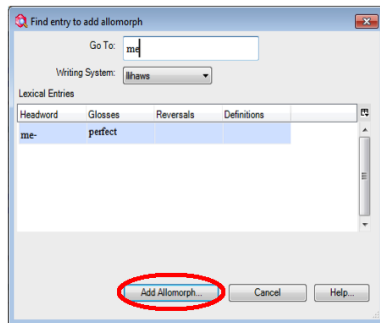 Find entry to add allomorph
Go To: me
Writing System: llihaws
Lexical Entries
Headword Glosses Reversals Definitions
me- perfect
Add Allomorph... Cancel Help...